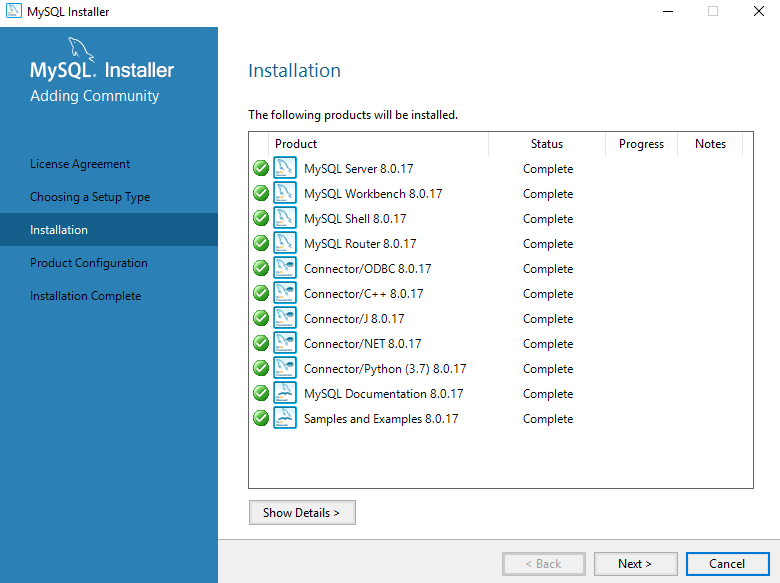 MySQL Installer
MySQL. Installer
Adding Community
License Agreement
Choosing a Setup Type
Installation
Product Configuration
Installation Complete
Installation
The following products will be installed.
Product Status Progress Notes
MySQL Server 8.0.17 Complete
MySQL Workbench 8.0.17 Complete
MySQL Shell 8.0.17 Complete
MySQL Router 8.0.17 Complete
Connector/ODBC 8.0.17 Complete
Connector/C++ 8.0.17 Complete
Connector/J 8.0.17 Complete
Connector/NET 8.0.17 Complete
Connector/Python (3.7) 8.0.17 Complete
MySQL Documentation 8.0.17 Complete
Samples and Examples 8.0.17 Complete
Show Details >
< Back Next > Cancel